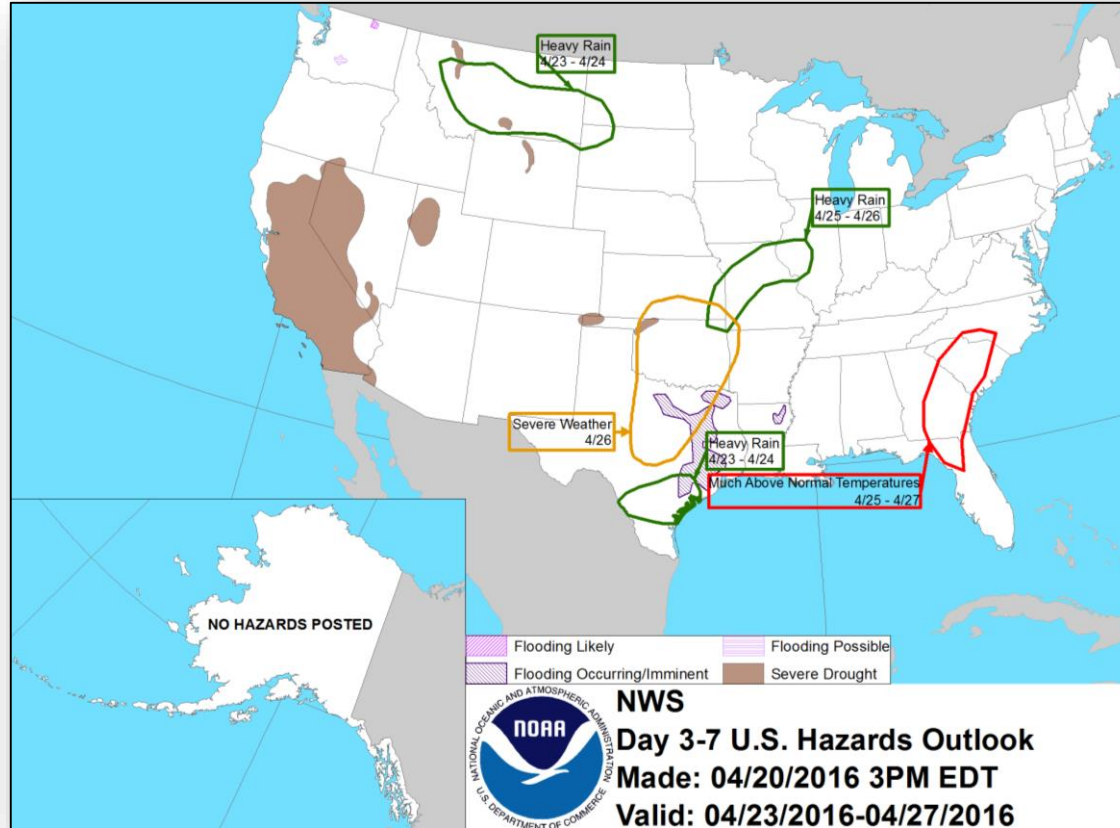 Heavy Rain
4/23 - 4/24
Heavy Rain
4/25 - 4/26
Severe Weather
4/26
Heavy Rain
4/23 - 4/24
Much Above Normal Temperatures
4/25 - 4/27
NO HAZARDS POSTED
Flooding Likely
Flooding Possible
Flooding Occurring/Imminent
Severe Drought
NATIONAL OCEANIC AND ATMOSPHERIC ADMINISTRATION
NOAA
U.S. DEPARTMENT OF COMMERCE
NWS
Day 3-7 U.S. Hazards Outlook
Made: 04/20/2016 3PM EDT
Valid: 04/23/2016-04/27/2016